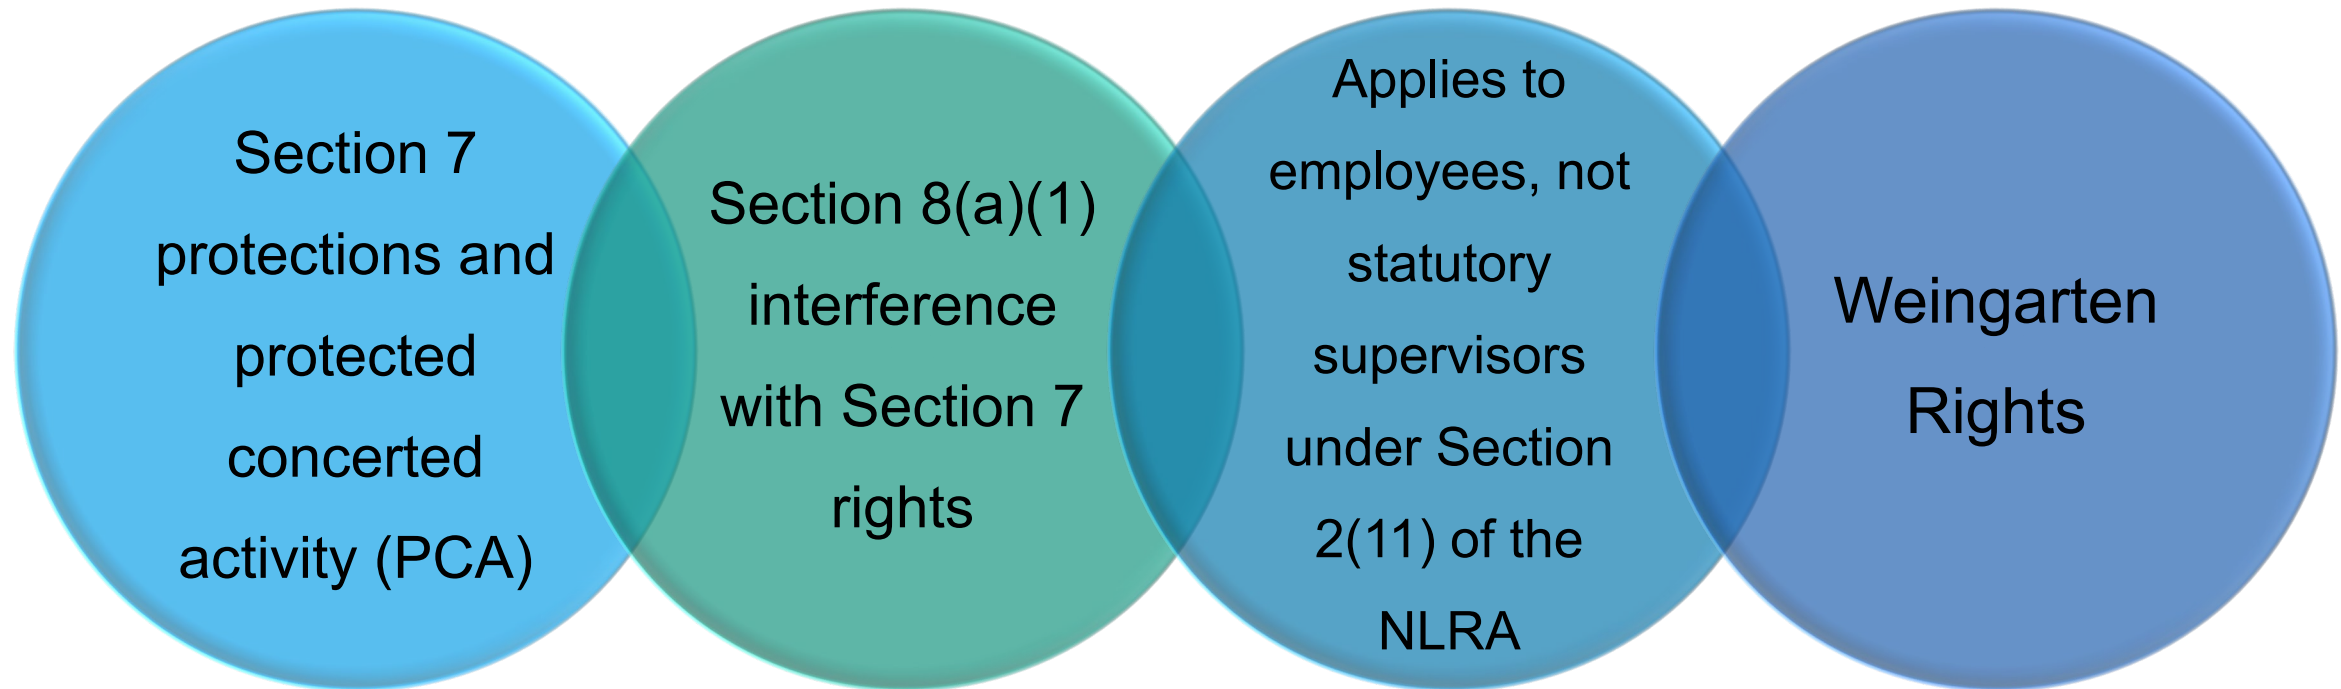 Section 7
protections and
protected
concerted
activity (PCA)
Section 8(a)(1)
interference
with Section 7
rights
Applies to
employees, not
statutory
supervisors
under Section
2(11) of the
NLRA
Weingarten
Rights